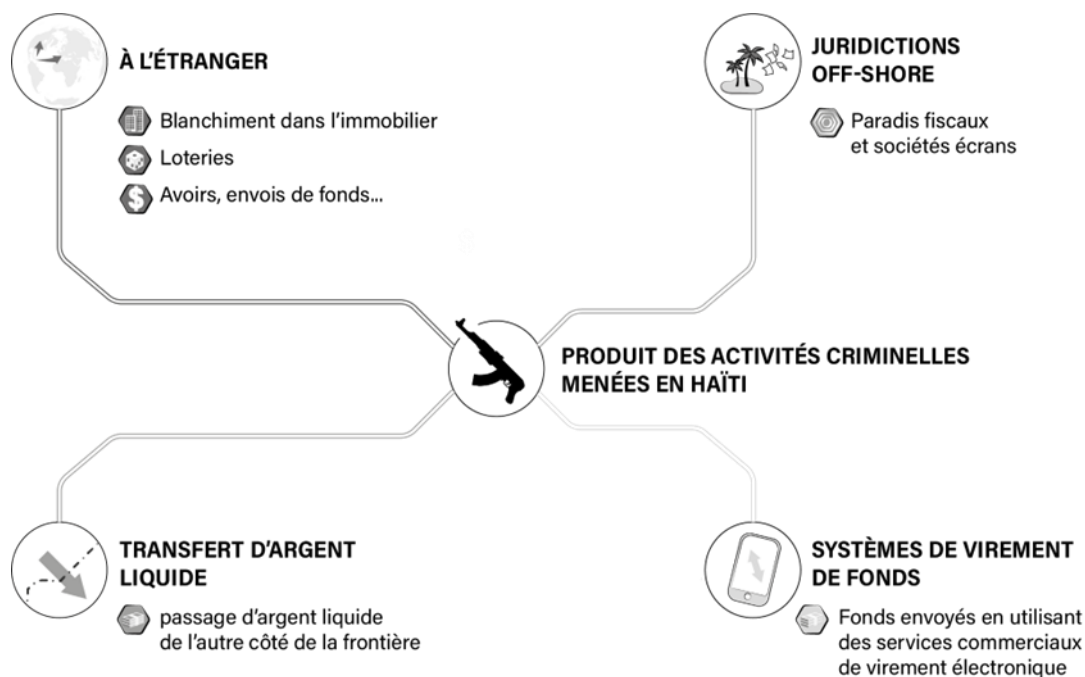 À L'ÉTRANGER
Blanchiment dans l'immobilier
Loteries
Avoirs, envois de fonds...
JURIDICTIONS
OFF-SHORE
Paradis fiscaux
et sociétés écrans
PRODUIT DES ACTIVITÉS CRIMINELLES
MENÉES EN HAÏTI
TRANSFERT D'ARGENT
LIQUIDE
passage d'argent liquide
de l'autre côté de la frontière
SYSTÈMES DE VIREMENT
DE FONDS
Fonds envoyés en utilisant
des services commerciaux
de virement électronique